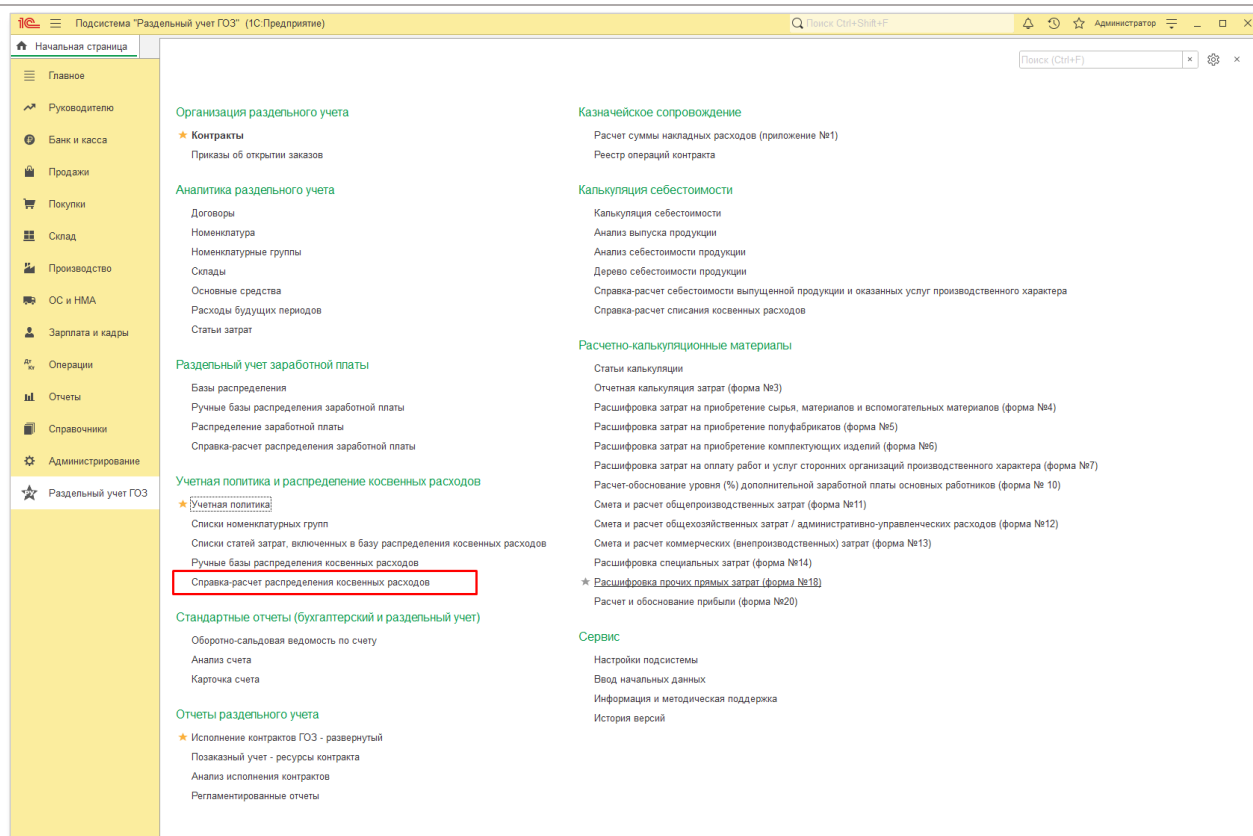 1С Подсистема "Раздельный учет ГОЗ" (1С:Предприятие)
Поиск Ctrl+Shift+F
Администратор
Начальная страница
Поиск (Ctrl+F)
Главное
Руководителю
Банк и касса
Продажи
Покупки
Склад
Производство
ОС и НМА
Зарплата и кадры
Дт Кт Операции
Отчеты
Справочники
Администрирование
Раздельный учет ГОЗ
Организация раздельного учета
Контракты
Приказы об открытии заказов
Аналитика раздельного учета
Договоры
Номенклатура
Номенклатурные группы
Склады
Основные средства
Расходы будущих периодов
Статьи затрат
Раздельный учет заработной платы
Базы распределения
Ручные базы распределения заработной платы
Распределение заработной платы
Справка-расчет распределения заработной платы
Учетная политика и распределение косвенных расходов
Учетная политика
Списки номенклатурных групп
Списки статей затрат, включенных в базу распределения косвенных расходов
Ручные базы распределения косвенных расходов
Справка-расчет распределения косвенных расходов
Стандартные отчеты (бухгалтерский и раздельный учет)
Оборотно-сальдовая ведомость по счету
Анализ счета
Карточка счета
Отчеты раздельного учета
Исполнение контрактов ГОЗ - развернутый
Позаказный учет - ресурсы контракта
Анализ исполнения контрактов
Регламентированные отчеты
Казначейское сопровождение
Расчет суммы накладных расходов (приложение №1)
Реестр операций контракта
Калькуляция себестоимости
Калькуляция себестоимости
Анализ выпуска продукции
Анализ себестоимости продукции
Дерево себестоимости продукции
Справка-расчет себестоимости выпущенной продукции и оказанных услуг производственного характера
Справка-расчет списания косвенных расходов
Расчетно-калькуляционные материалы
Статьи калькуляции
Отчетная калькуляция затрат (форма №3)
Расшифровка затрат на приобретение сырья, материалов и вспомогательных материалов (форма №4)
Расшифровка затрат на приобретение полуфабрикатов (форма №5)
Расшифровка затрат на приобретение комплектующих изделий (форма №6)
Расшифровка затрат на оплату работ и услуг сторонних организаций производственного характера (форма №7)
Расчет-обоснование уровня (%) дополнительной заработной платы основных работников (форма № 10)
Смета и расчет общепроизводственных затрат (форма №11)
Смета и расчет общехозяйственных затрат / административно-управленческих расходов (форма №12)
Смета и расчет коммерческих (внепроизводственных) затрат (форма №13)
Расшифровка специальных затрат (форма №14)
Расшифровка прочих прямых затрат (форма №18)
Расчет и обоснование прибыли (форма №20)
Сервис
Настройки подсистемы
Ввод начальных данных
Информация и методическая поддержка
История версий